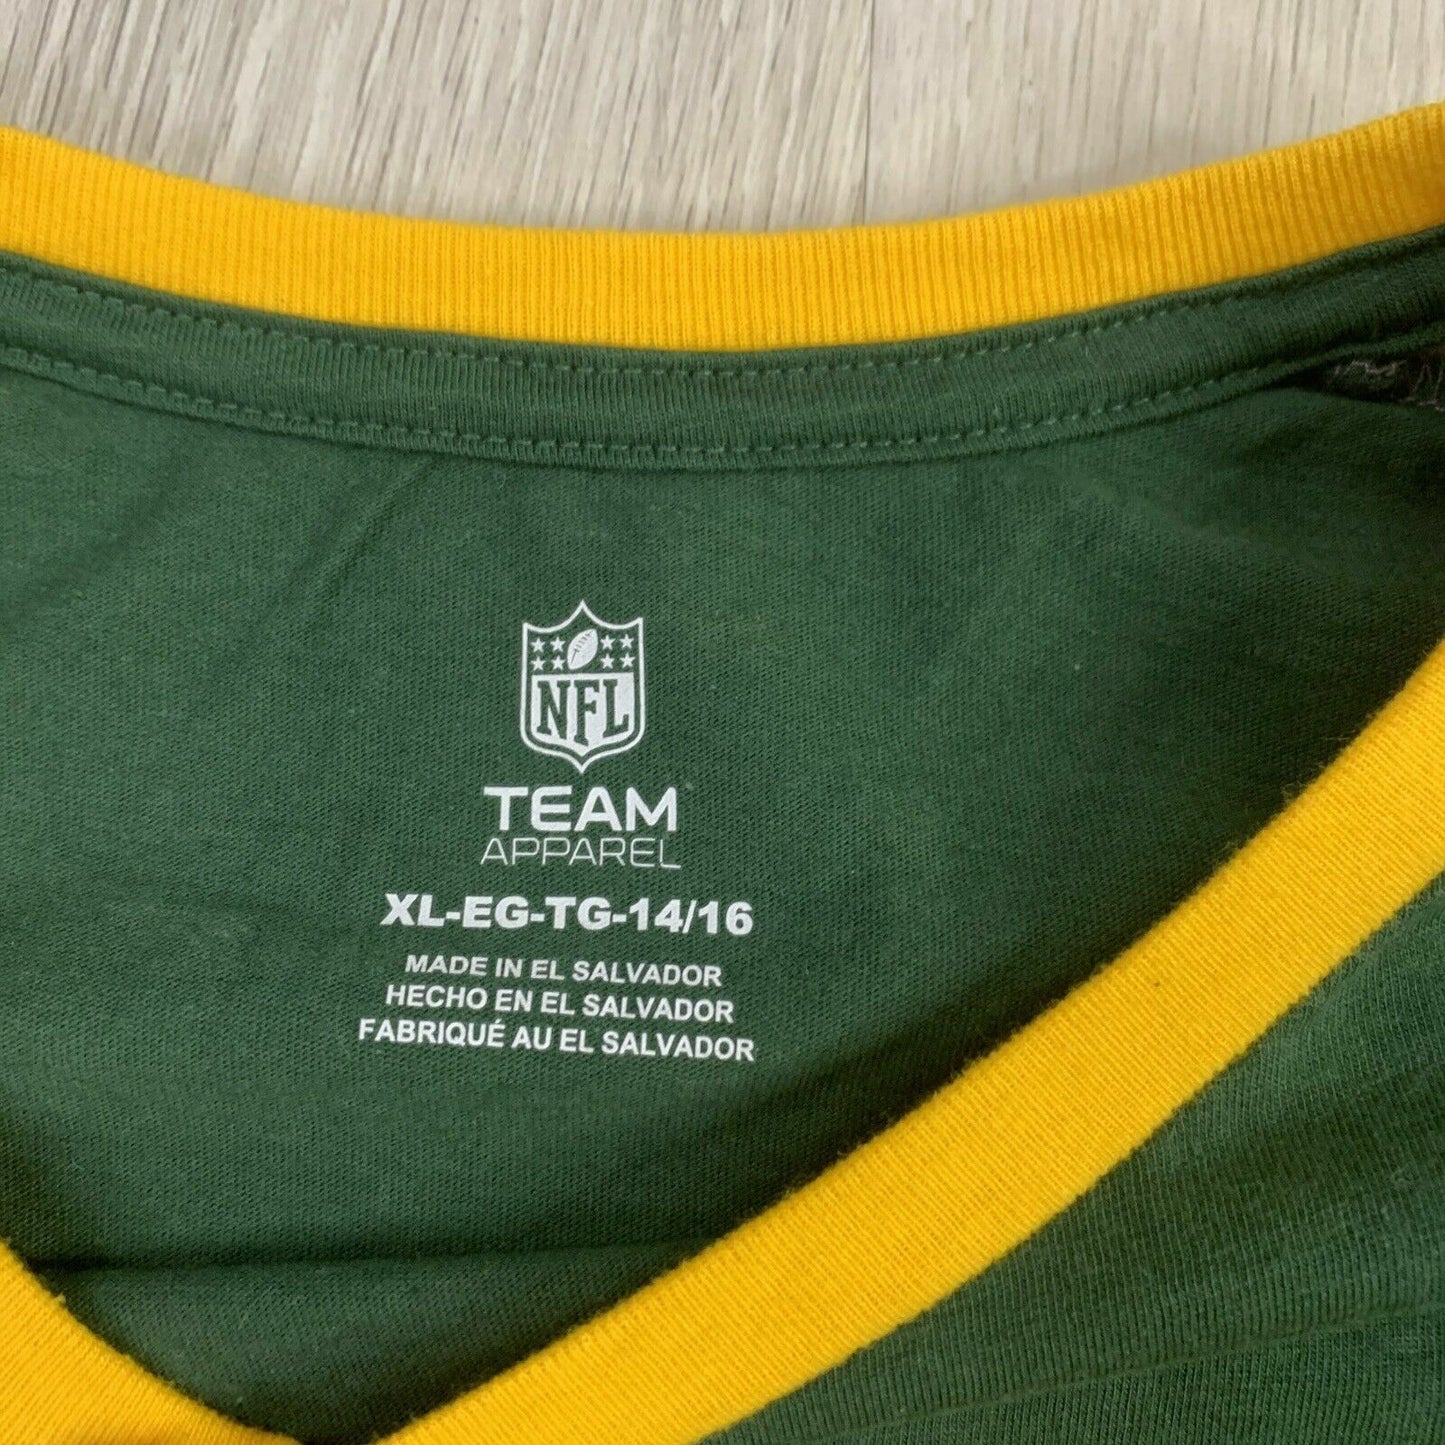 NFL
TEAM
APPAREL
XL-EG-TG-14/16
MADE IN EL SALVADOR
HECHO EN EL SALVADOR
FABRIQUÉ AU EL SALVADOR